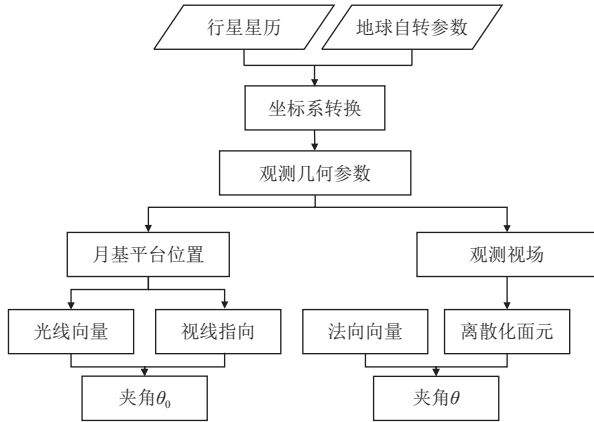 行星星历
地球自转参数
坐标系转换
观测几何参数
月基平台位置
观测视场
光线向量
视线指向
法向向量
离散化面元
夹角θ₀
夹角θ